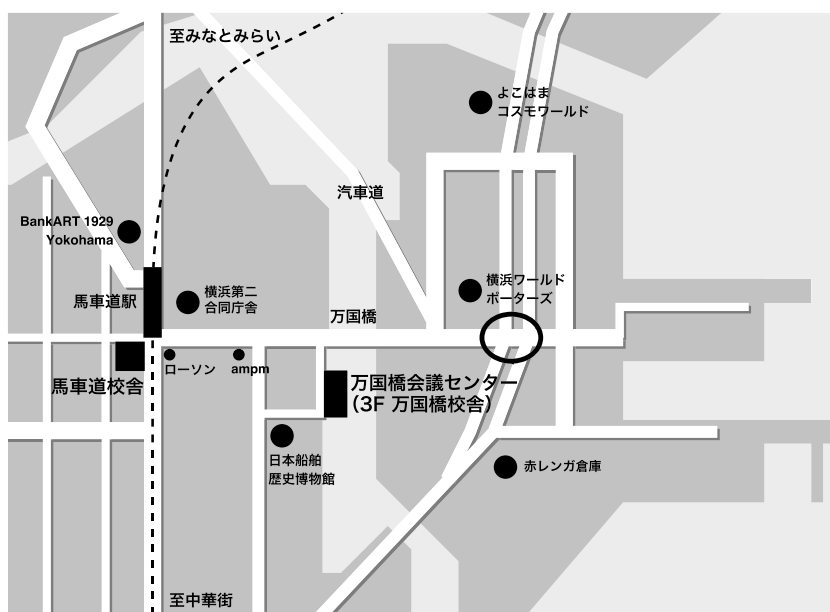 至みなとみらい
よこはま
コスモワールド
汽車道
BankART 1929
Yokohama
馬車道駅
横浜第二
合同庁舎
横浜ワールド
ポーターズ
万国橋
ローソン
ampm
馬車道校舎
万国橋会議センター
（3F 万国橋校舎）
日本船舶
歴史博物館
赤レンガ倉庫
至中華街